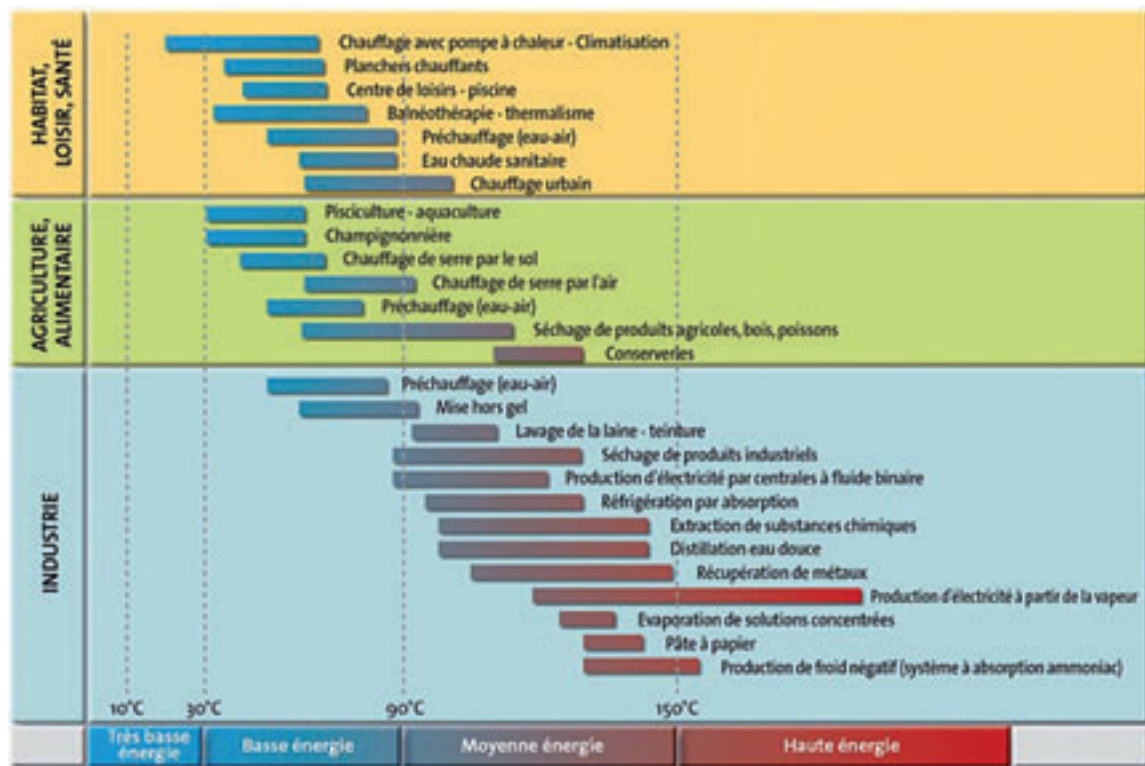 HABITAT,
LOISIR, SANTÉ
Chauffage avec pompe à chaleur - Climatisation
Planchers chauffants
Centre de loisirs - piscine
Balnéothérapie - thermalisme
Préchauffage (eau-air)
Eau chaude sanitaire
Chauffage urbain
AGRICULTURE,
ALIMENTAIRE
Pisciculture - aquaculture
Champignonnière
Chauffage de serre par le sol
Chauffage de serre par l'air
Préchauffage (eau-air)
Séchage de produits agricoles, bois, poissons
Conserveries
INDUSTRIE
Préchauffage (eau-air)
Mise hors gel
Lavage de la laine - teinture
Séchage de produits industriels
Production d'électricité par centrales à fluide binaire
Réfrigération par absorption
Extraction de substances chimiques
Distillation eau douce
Récupération de métaux
Production d'électricité à partir de la vapeur
Evaporation de solutions concentrées
Pâte à papier
Production de froid négatif (système à absorption ammoniac)
10°C 30°C 90°C 150°C
Très basse
énergie
Basse énergie
Moyenne énergie
Haute énergie